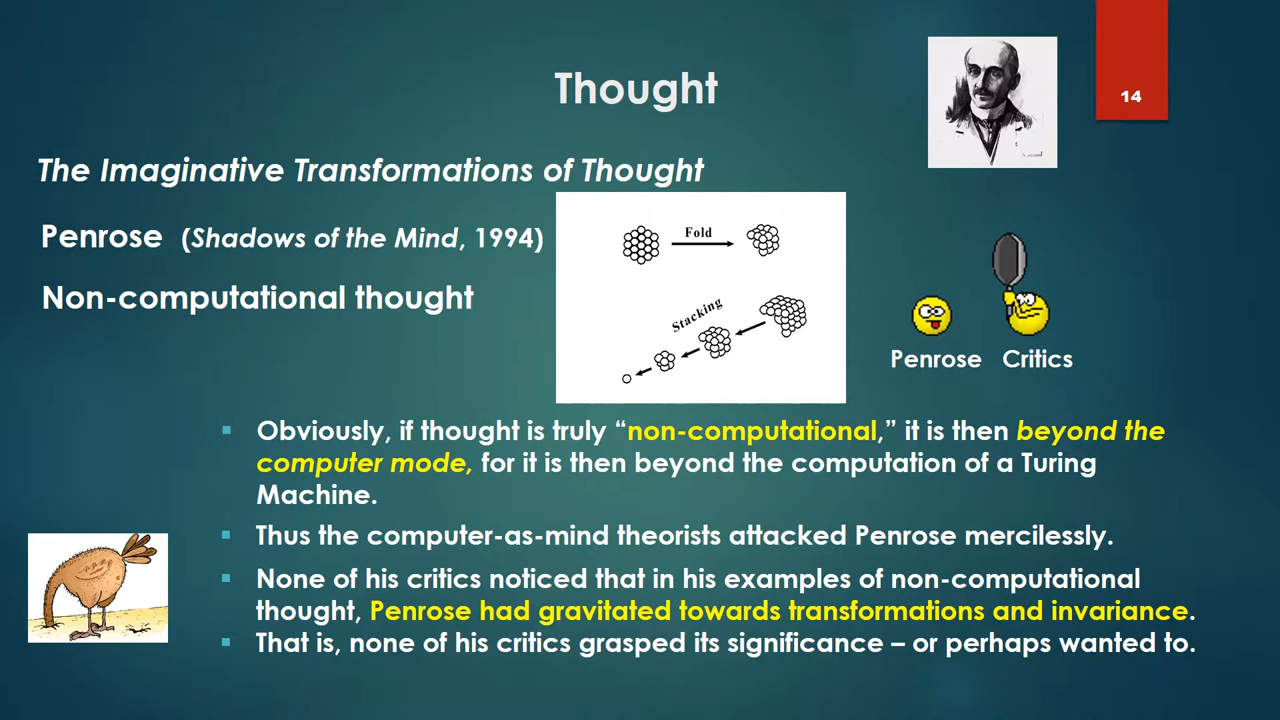 Thought
14
The Imaginative Transformations of Thought
Penrose (Shadows of the Mind, 1994)
Non-computational thought
Fold
Stacking
Penrose Critics
Obviously, if thought is truly “non-computational,” it is then beyond the
computer mode, for it is then beyond the computation of a Turing
Machine.
Thus the computer-as-mind theorists attacked Penrose mercilessly.
None of his critics noticed that in his examples of non-computational
thought, Penrose had gravitated towards transformations and invariance.
That is, none of his critics grasped its significance – or perhaps wanted to.